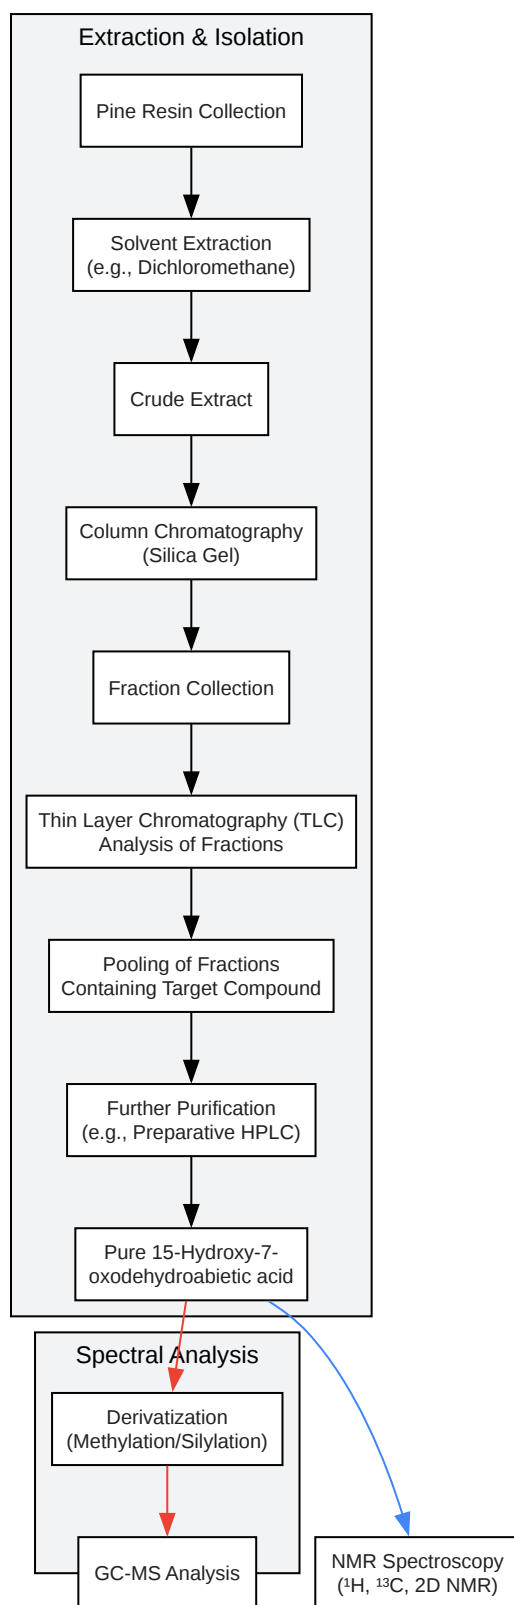 Extraction & Isolation
Pine Resin Collection
Solvent Extraction
(e.g., Dichloromethane)
Crude Extract
Column Chromatography
(Silica Gel)
Fraction Collection
Thin Layer Chromatography (TLC)
Analysis of Fractions
Pooling of Fractions
Containing Target Compound
Further Purification
(e.g., Preparative HPLC)
Pure 15-Hydroxy-7-
oxodehydroabietic acid
Spectral Analysis
Derivatization
(Methylation/Silylation)
GC-MS Analysis
NMR Spectroscopy
(¹H, ¹³C, 2D NMR)